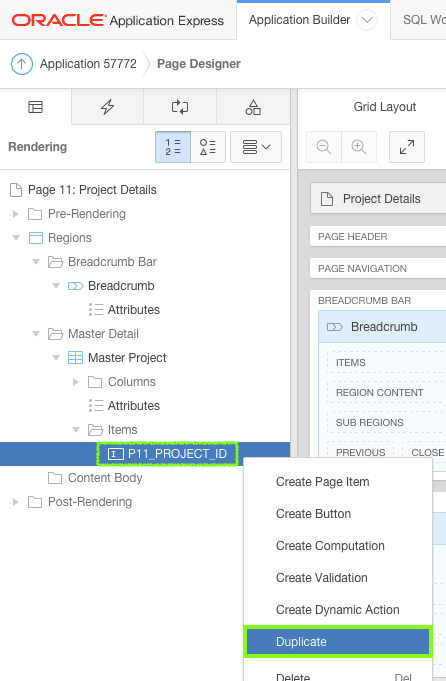 ORACLE Application Express
Application Builder
SQL Wo
Application 57772
Page Designer
Grid Layout
Rendering
Page 11: Project Details
Pre-Rendering
Regions
Breadcrumb Bar
Breadcrumb
Attributes
Master Detail
Master Project
Columns
Attributes
Items
P11_PROJECT_ID
Content Body
Post-Rendering
Project Details
PAGE HEADER
PAGE NAVIGATION
BREADCRUMB BAR
Breadcrumb
ITEMS
REGION CONTENT
SUB REGIONS
PREVIOUS CLOSE
Create Page Item
Create Button
Create Computation
Create Validation
Create Dynamic Action
Duplicate
Delete Del